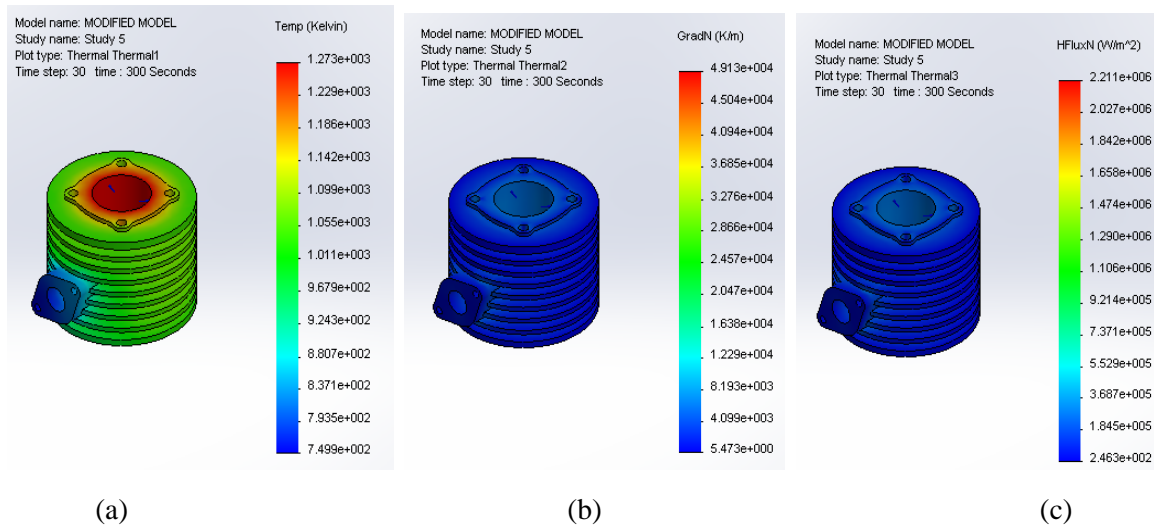 Model name: MODIFIED MODEL
Study name: Study 5
Plot type: Thermal Thermal1
Time step: 30 time : 300 Seconds
Temp (Kelvin)
1.273e+003
1.229e+003
1.186e+003
1.142e+003
1.099e+003
1.055e+003
1.011e+003
9.679e+002
9.243e+002
8.807e+002
8.371e+002
7.935e+002
7.499e+002
(a)
Model name: MODIFIED MODEL
Study name: Study 5
Plot type: Thermal Thermal2
Time step: 30 time : 300 Seconds
GradN (K/m)
4.913e+004
4.504e+004
4.094e+004
3.685e+004
3.276e+004
2.866e+004
2.457e+004
2.047e+004
1.638e+004
1.229e+004
8.193e+003
4.099e+003
5.473e+000
(b)
Model name: MODIFIED MODEL
Study name: Study 5
Plot type: Thermal Thermal3
Time step: 30 time : 300 Seconds
HFluxN (W/m^2)
2.211e+006
2.027e+006
1.842e+006
1.658e+006
1.474e+006
1.290e+006
1.106e+006
9.214e+005
7.371e+005
5.529e+005
3.687e+005
1.845e+005
2.463e+002
(c)